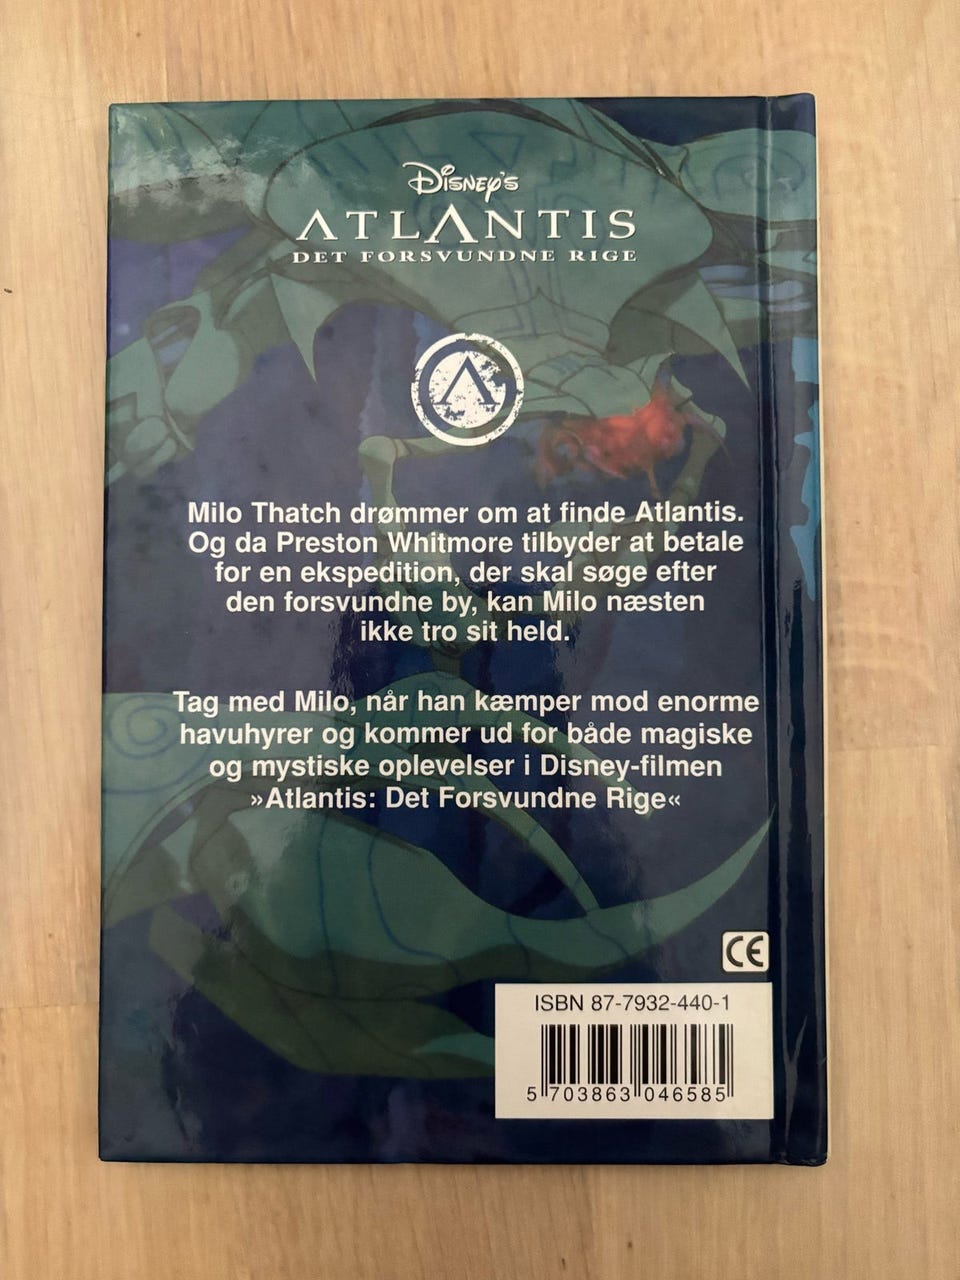 Disney's
ATLANTIS
DET FORSVUNDNE RIGE
Milo Thatch drømmer om at finde Atlantis.
Og da Preston Whitmore tilbyder at betale
for en ekspedition, der skal søge efter
den forsvundne by, kan Milo næsten
ikke tro sit held.
Tag med Milo, når han kæmper mod enorme
havuhyrer og kommer ud for både magiske
og mystiske oplevelser i Disney-filmen
»Atlantis: Det Forsvundne Rige«
CE
ISBN 87-7932-440-1
5 703863 046585